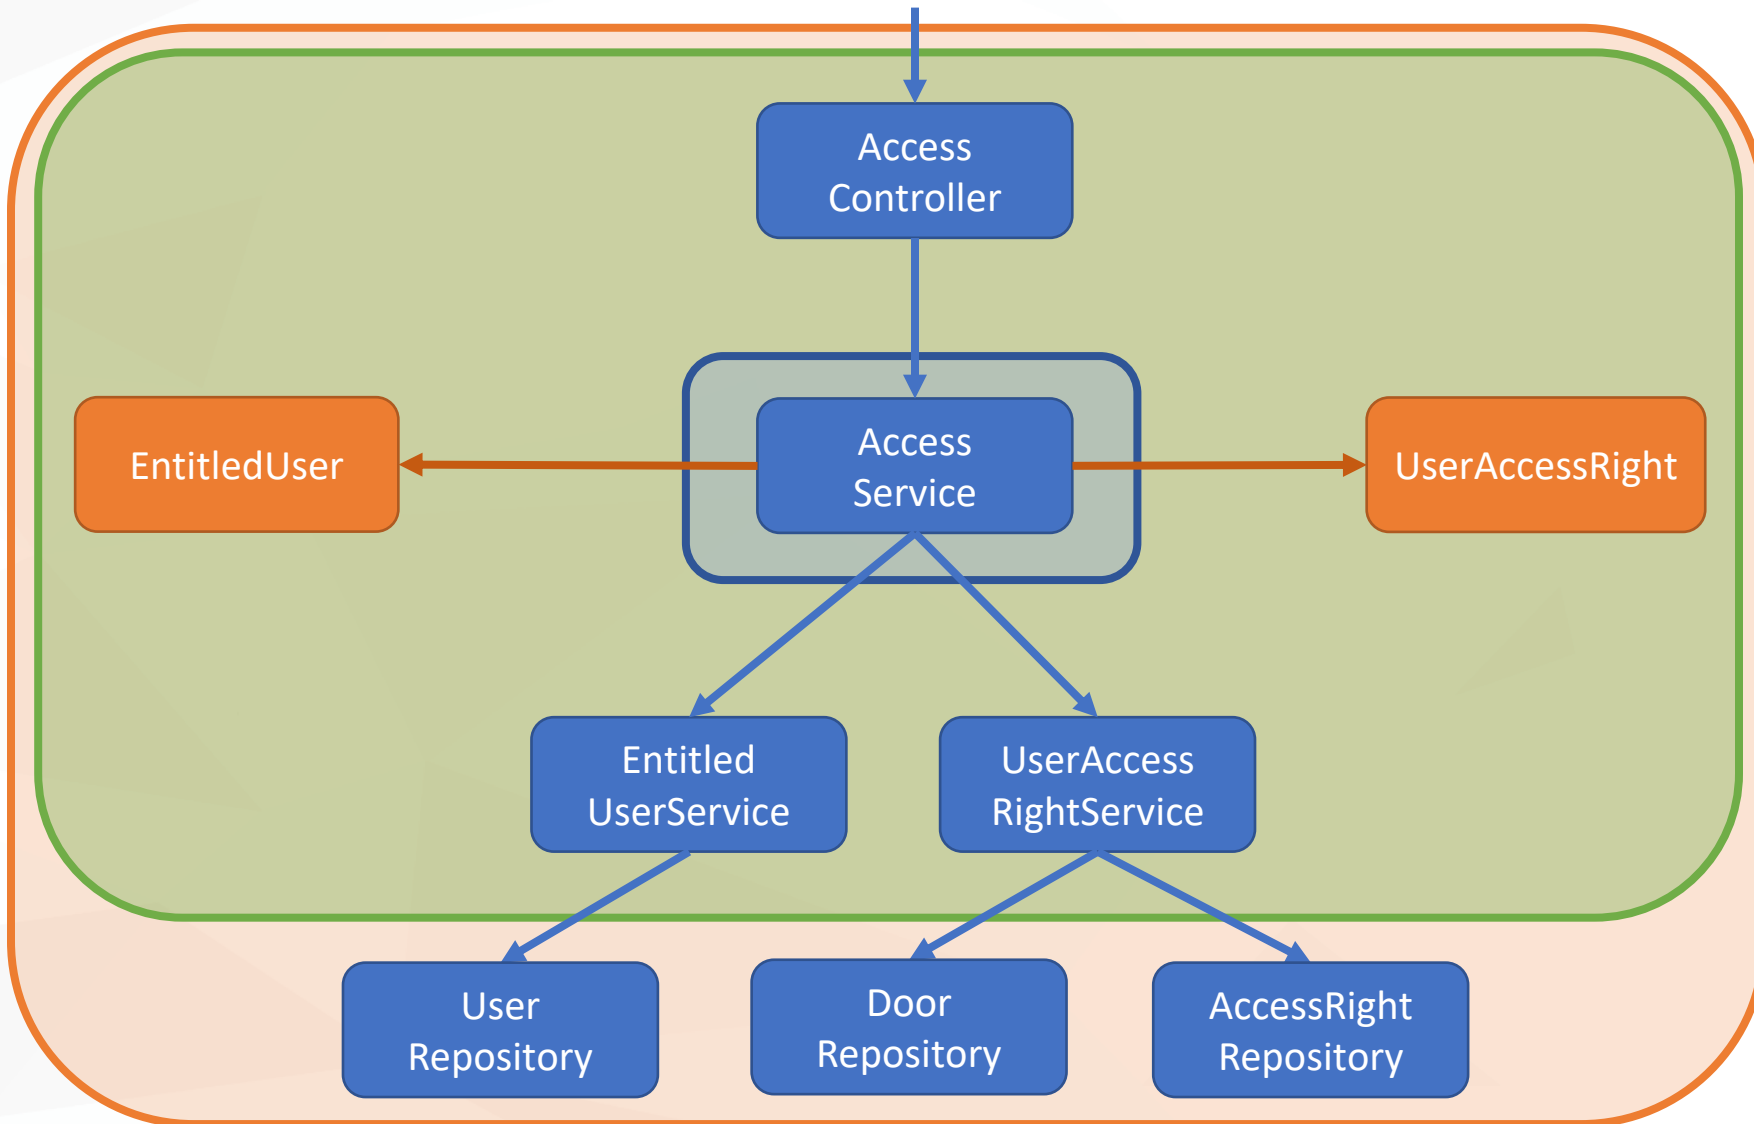 Access
Controller
EntitledUser
Access
Service
UserAccessRight
Entitled
UserService
UserAccess
RightService
User
Repository
Door
Repository
AccessRight
Repository